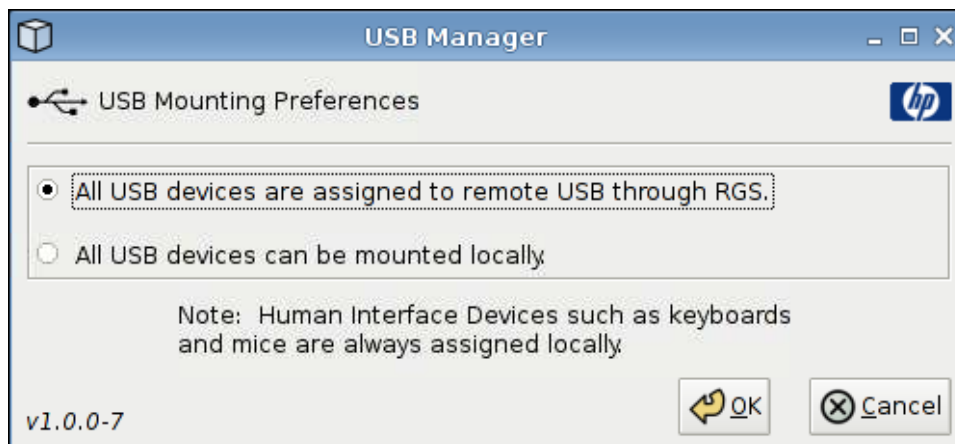 USB Manager
USB Mounting Preferences
hp
All USB devices are assigned to remote USB through RGS.
All USB devices can be mounted locally.
Note: Human Interface Devices such as keyboards
and mice are always assigned locally.
v1.0.0-7
OK
Cancel